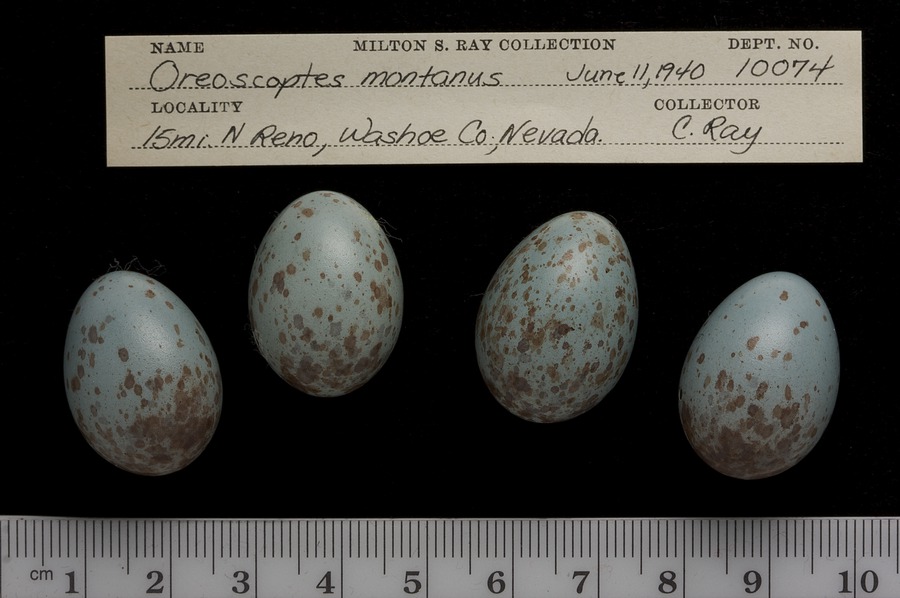 NAME MILTON S. RAY COLLECTION DEPT. NO.
Oreoscoptes montanus June 11, 1940 10074
LOCALITY COLLECTOR
15mi. N Reno, Washoe Co., Nevada. C. Ray
cm 1 2 3 4 5 6 7 8 9 10